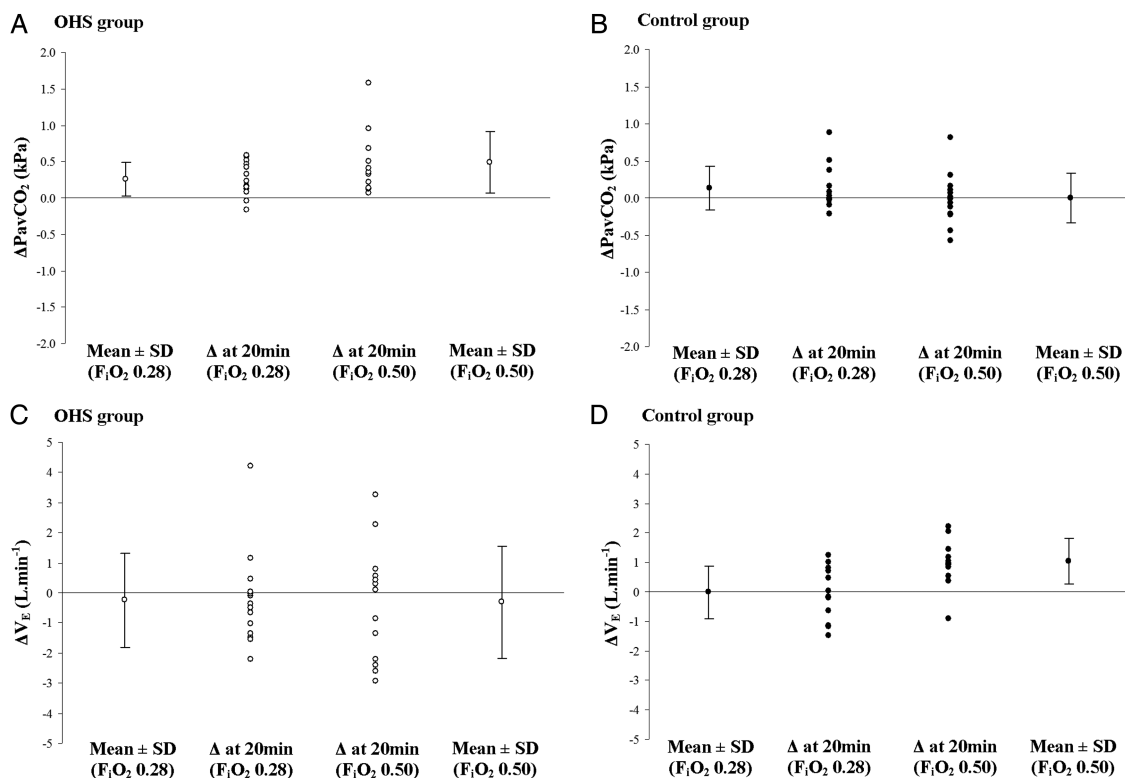 A OHS group
2.0
1.5
1.0
0.5
0.0
-0.5
-1.0
-1.5
-2.0
ΔPavCO₂ (kPa)
Mean ± SD Δ at 20min Δ at 20min Mean ± SD
(FᵢO₂ 0.28) (FᵢO₂ 0.28) (FᵢO₂ 0.50) (FᵢO₂ 0.50)
B Control group
2.0
1.5
1.0
0.5
0.0
-0.5
-1.0
-1.5
-2.0
ΔPavCO₂ (kPa)
Mean ± SD Δ at 20min Δ at 20min Mean ± SD
(FᵢO₂ 0.28) (FᵢO₂ 0.28) (FᵢO₂ 0.50) (FᵢO₂ 0.50)
C OHS group
5
4
3
2
1
0
-1
-2
-3
-4
-5
ΔV_E (L.min⁻¹)
Mean ± SD Δ at 20min Δ at 20min Mean ± SD
(FᵢO₂ 0.28) (FᵢO₂ 0.28) (FᵢO₂ 0.50) (FᵢO₂ 0.50)
D Control group
5
4
3
2
1
0
-1
-2
-3
-4
-5
ΔV_E (L.min⁻¹)
Mean ± SD Δ at 20min Δ at 20min Mean ± SD
(FᵢO₂ 0.28) (FᵢO₂ 0.28) (FᵢO₂ 0.50) (FᵢO₂ 0.50)